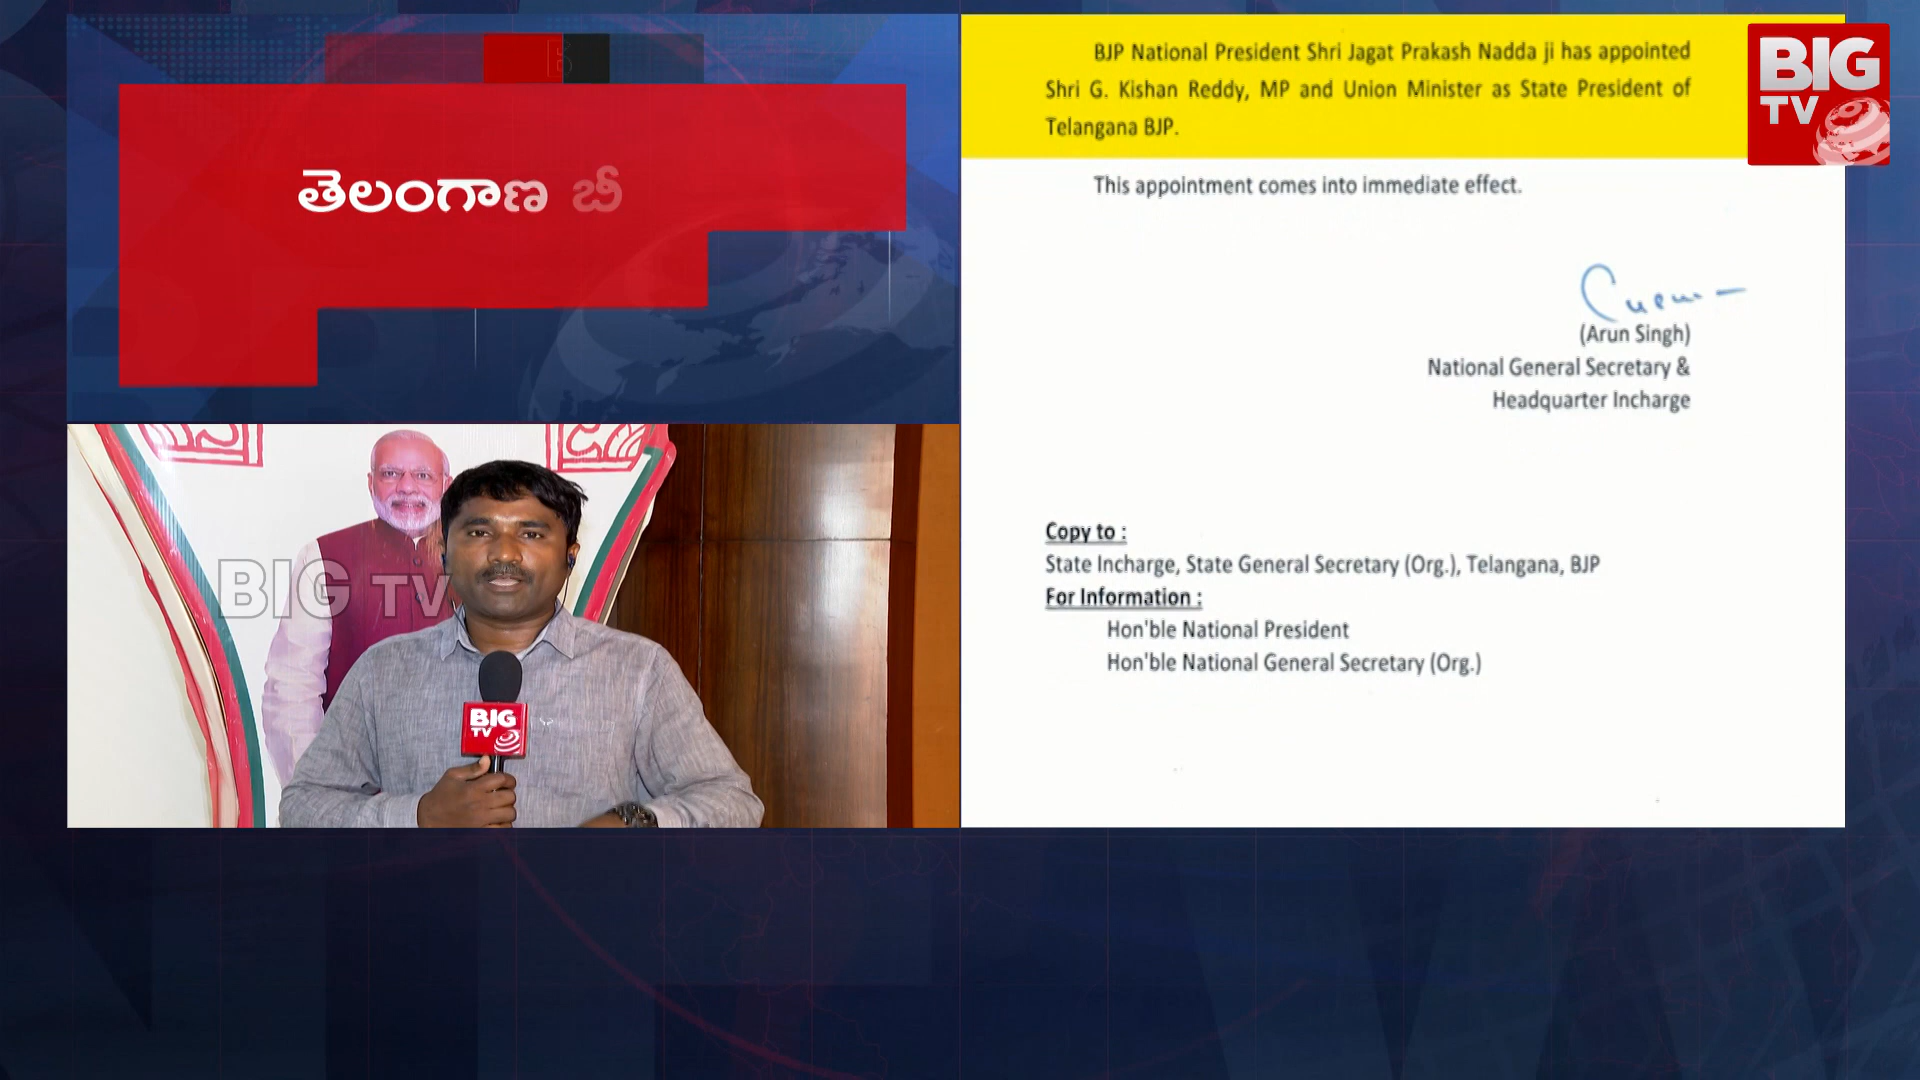 తెలంగాణ బీ
BJP National President Shri Jagat Prakash Nadda ji has appointed
Shri G. Kishan Reddy, MP and Union Minister as State President of
Telangana BJP.
This appointment comes into immediate effect.
(Arun Singh)
National General Secretary &
Headquarter Incharge
Copy to :
State Incharge, State General Secretary (Org.), Telangana, BJP
For Information :
Hon'ble National President
Hon'ble National General Secretary (Org.)
BIG
TV
BIG TV
BIG
TV